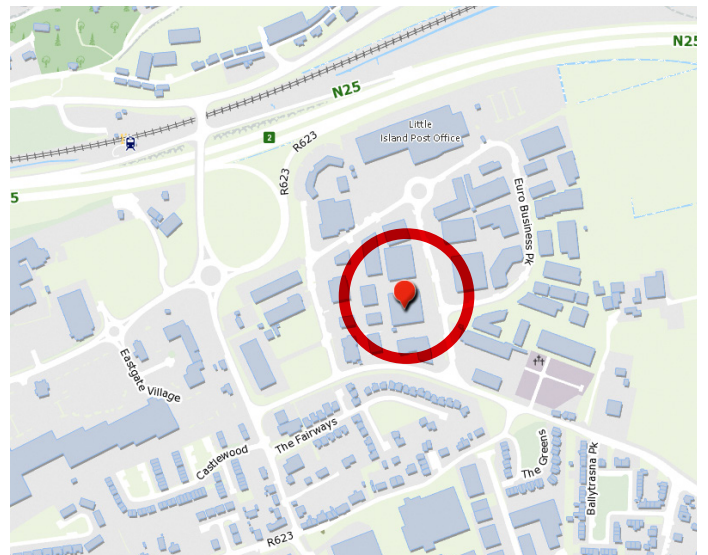 N25
N25
2
Little
Island Post Office
R623
R623
5
Euro Business Pk
Eastgate Village
The Fairways
Castlewood
The Greens
Ballytrasna Pk
R623